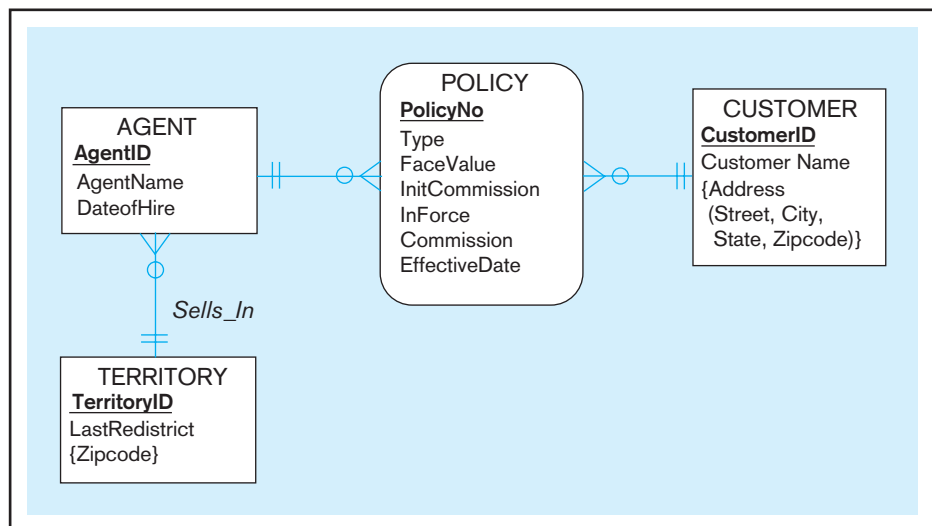 AGENT
AgentID
AgentName
DateofHire
POLICY
PolicyNo
Type
FaceValue
InitCommission
InForce
Commission
EffectiveDate
CUSTOMER
CustomerID
Customer Name
{Address
(Street, City,
State, Zipcode)}
Sells_In
TERRITORY
TerritoryID
LastRedistrict
{Zipcode}